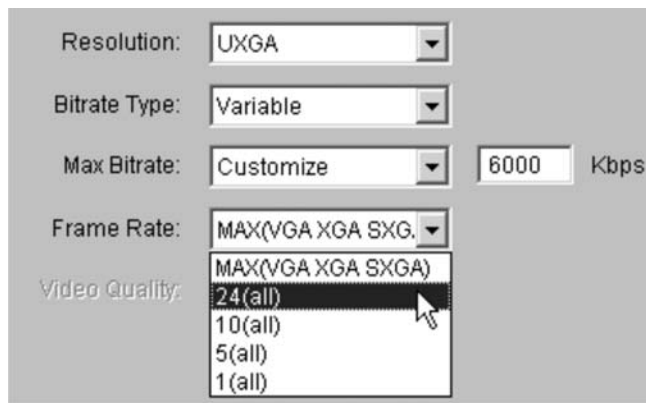 Resolution: UXGA
Bitrate Type: Variable
Max Bitrate: Customize 6000 Kbps
Frame Rate: MAX(VGA XGA SXG.
MAX(VGA XGA SXGA)
Video Quality:
24(all)
10(all)
5(all)
1(all)